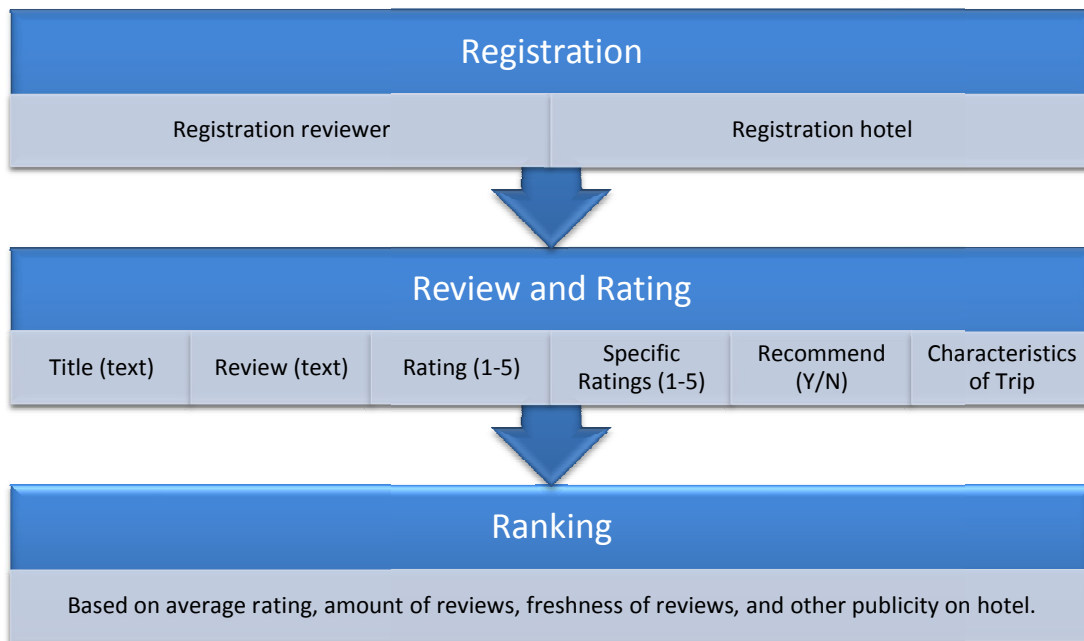 Registration
Registration reviewer
Registration hotel
Review and Rating
Title (text)
Review (text)
Rating (1-5)
Specific
Ratings (1-5)
Recommend
(Y/N)
Characteristics
of Trip
Ranking
Based on average rating, amount of reviews, freshness of reviews, and other publicity on hotel.